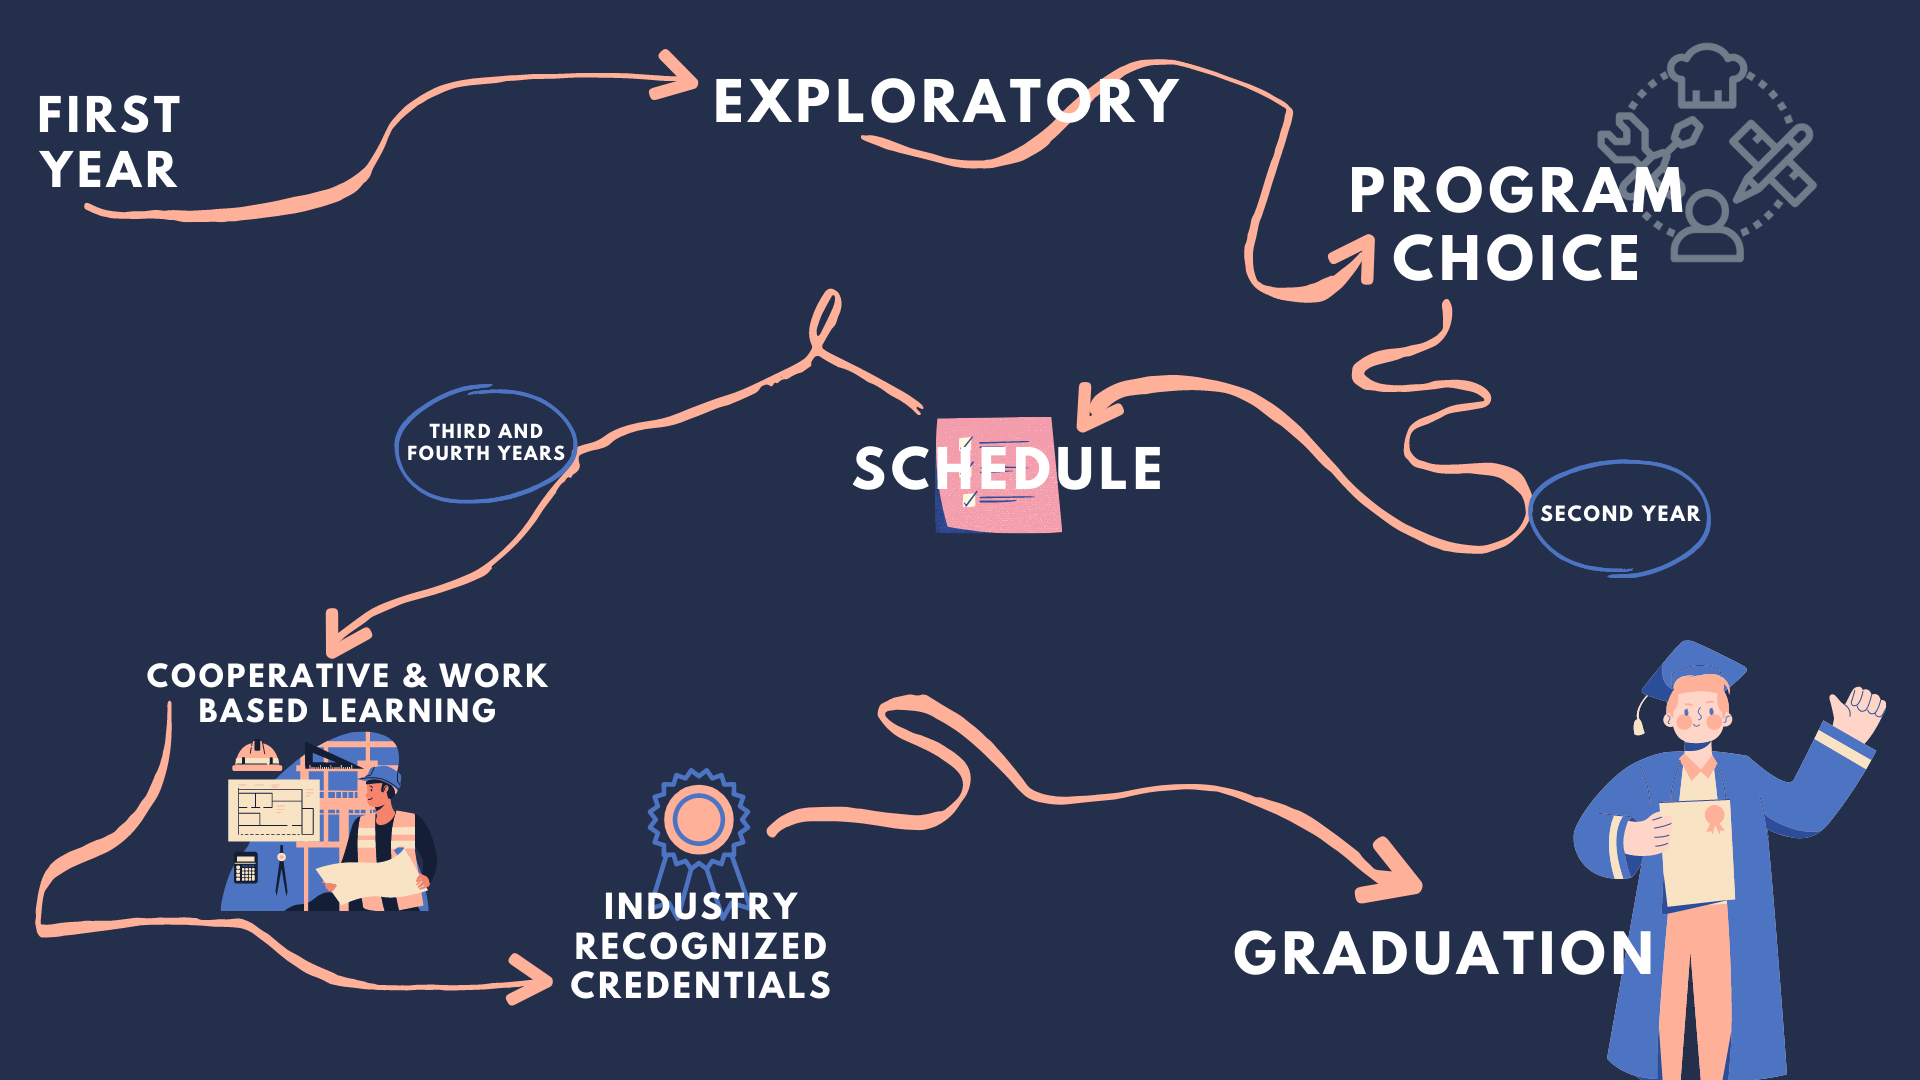 FIRST
YEAR
EXPLORATORY
PROGRAM
CHOICE
SECOND YEAR
SCHEDULE
THIRD AND
FOURTH YEARS
COOPERATIVE & WORK
BASED LEARNING
INDUSTRY
RECOGNIZED
CREDENTIALS
GRADUATION